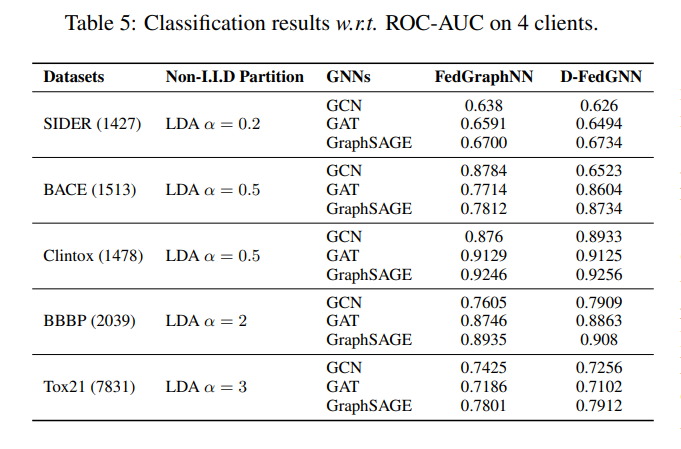 Table 5: Classification results w.r.t. ROC-AUC on 4 clients.
Datasets Non-I.I.D Partition GNNs FedGraphNN D-FedGNN
GCN 0.638 0.626
SIDER (1427) LDA α = 0.2 GAT 0.6591 0.6494
GraphSAGE 0.6700 0.6734
GCN 0.8784 0.6523
BACE (1513) LDA α = 0.5 GAT 0.7714 0.8604
GraphSAGE 0.7812 0.8734
GCN 0.876 0.8933
Clintox (1478) LDA α = 0.5 GAT 0.9129 0.9125
GraphSAGE 0.9246 0.9256
GCN 0.7605 0.7909
BBBP (2039) LDA α = 2 GAT 0.8746 0.8863
GraphSAGE 0.8935 0.908
GCN 0.7425 0.7256
Tox21 (7831) LDA α = 3 GAT 0.7186 0.7102
GraphSAGE 0.7801 0.7912